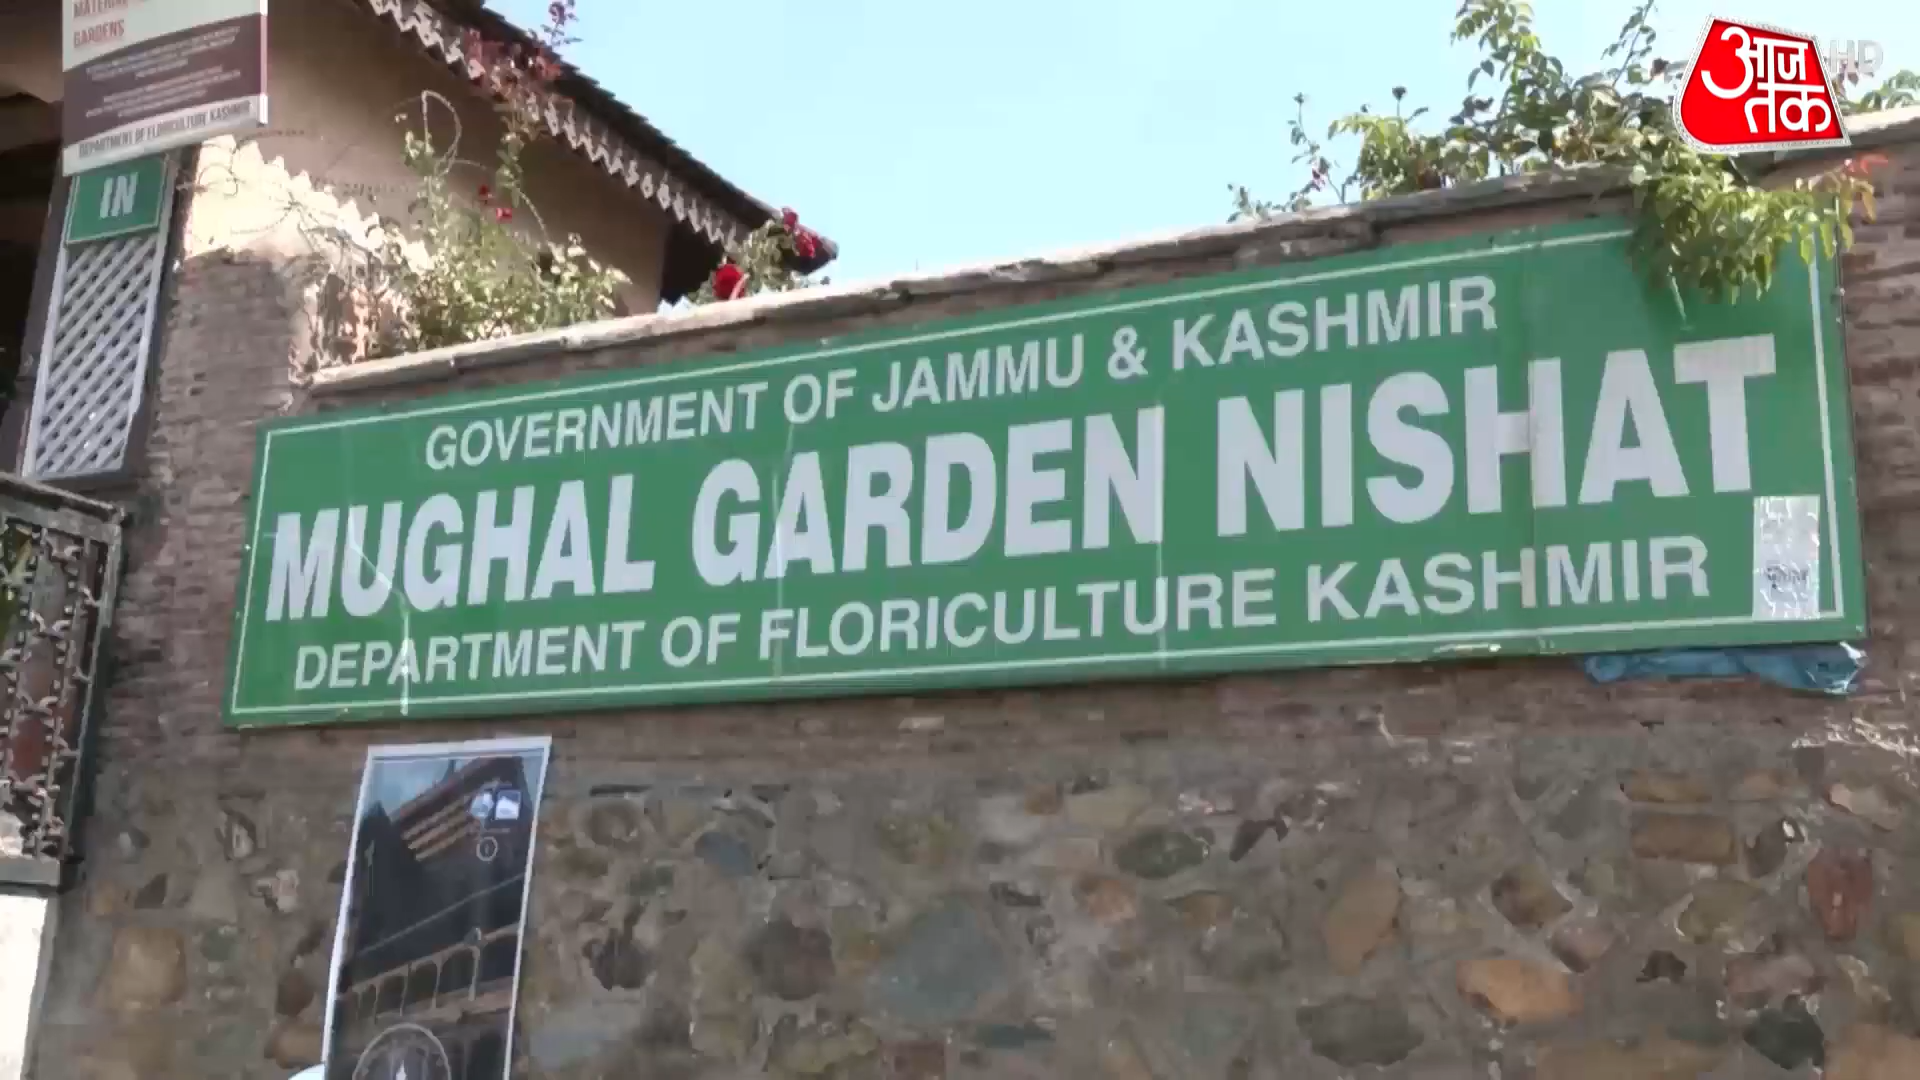 GARDENS
DEPARTMENT OF FLORICULTURE KASHMIR
IN
आज
तक
HD
GOVERNMENT OF JAMMU & KASHMIR
MUGHAL GARDEN NISHAT
DEPARTMENT OF FLORICULTURE KASHMIR